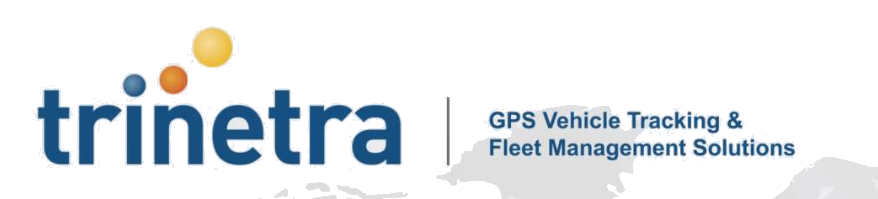 trinetra
GPS Vehicle Tracking &
Fleet Management Solutions